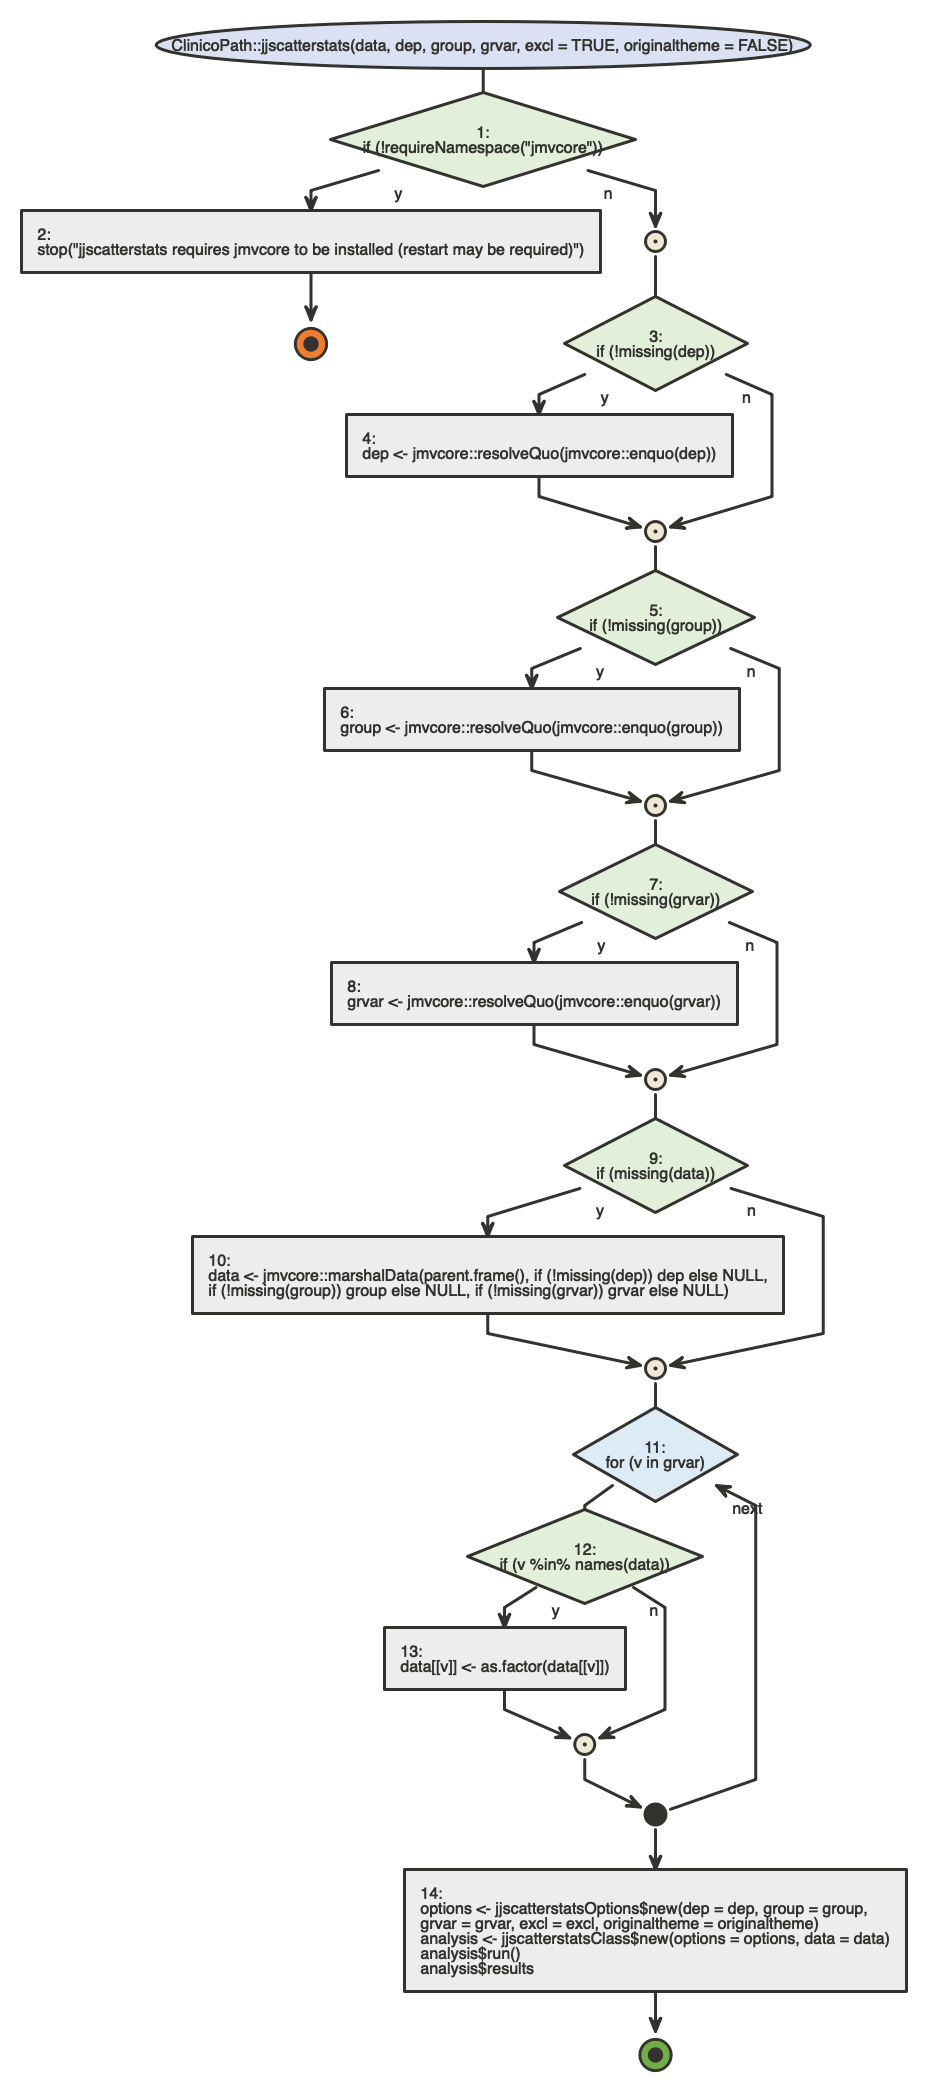 ClinicoPath::jjscatterstats(data, dep, group, grvar, excl = TRUE, originaltheme = FALSE)
1:
if (!requireNamespace("jmvcore"))
y
n
2:
stop("jjscatterstats requires jmvcore to be installed (restart may be required)")
3:
if (!missing(dep))
y
n
4:
dep <- jmvcore::resolveQuo(jmvcore::enquo(dep))
5:
if (!missing(group))
y
n
6:
group <- jmvcore::resolveQuo(jmvcore::enquo(group))
7:
if (!missing(grvar))
y
n
8:
grvar <- jmvcore::resolveQuo(jmvcore::enquo(grvar))
9:
if (missing(data))
y
n
10:
data <- jmvcore::marshalData(parent.frame(), if (!missing(dep)) dep else NULL,
if (!missing(group)) group else NULL, if (!missing(grvar)) grvar else NULL)
11:
for (v in grvar)
next
12:
if (v %in% names(data))
y
n
13:
data[[v]] <- as.factor(data[[v]])
14:
options <- jjscatterstatsOptions$new(dep = dep, group = group,
grvar = grvar, excl = excl, originaltheme = originaltheme)
analysis <- jjscatterstatsClass$new(options = options, data = data)
analysis$run()
analysis$results